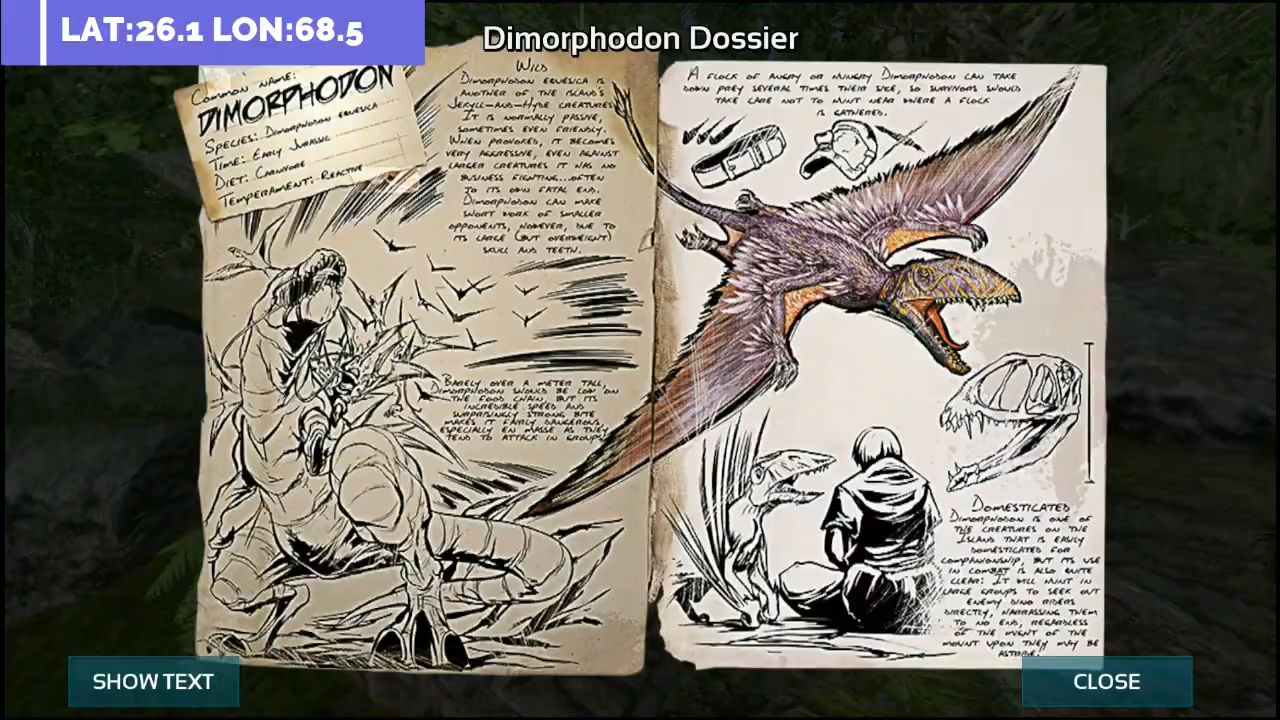 LAT:26.1 LON:68.5
Dimorphodon Dossier
Common name:
DIMORPHODON
Species: Dimorphodon equesica
Time: Early Jurassic
Diet: Carnivore
Temperament: Reactive
Wild
Dimorphodon equesica is
another of the island's
Jekyll-and-Hyde creatures.
It is normally passive,
sometimes even friendly.
When provoked, it becomes
very aggressive, even against
larger creatures it has no
business fighting...often
to its own fatal end.
Dimorphodon can make
short work of smaller
opponents, however, due to
its large (but overweight)
skull and teeth.
Barely over a meter tall,
Dimorphodon should be low on
the food chain, but its
incredible speed and
surprisingly strong bite
makes it fairly dangerous,
especially en masse as they
tend to attack in groups.
A flock of angry or hungry Dimorphodon can take
down prey several times their size, so survivors should
take care not to hunt near where a flock
is gathered.
Domesticated
Dimorphodon is one of
the creatures on the
Island that is easily
domesticated for
companionship, but its use
in combat is also quite
clear: It will hunt in
large groups to seek out
enemy dino riders
directly, harrassing them
to no end, regardless
of the might of the
mount upon they may be
astride.
SHOW TEXT
CLOSE